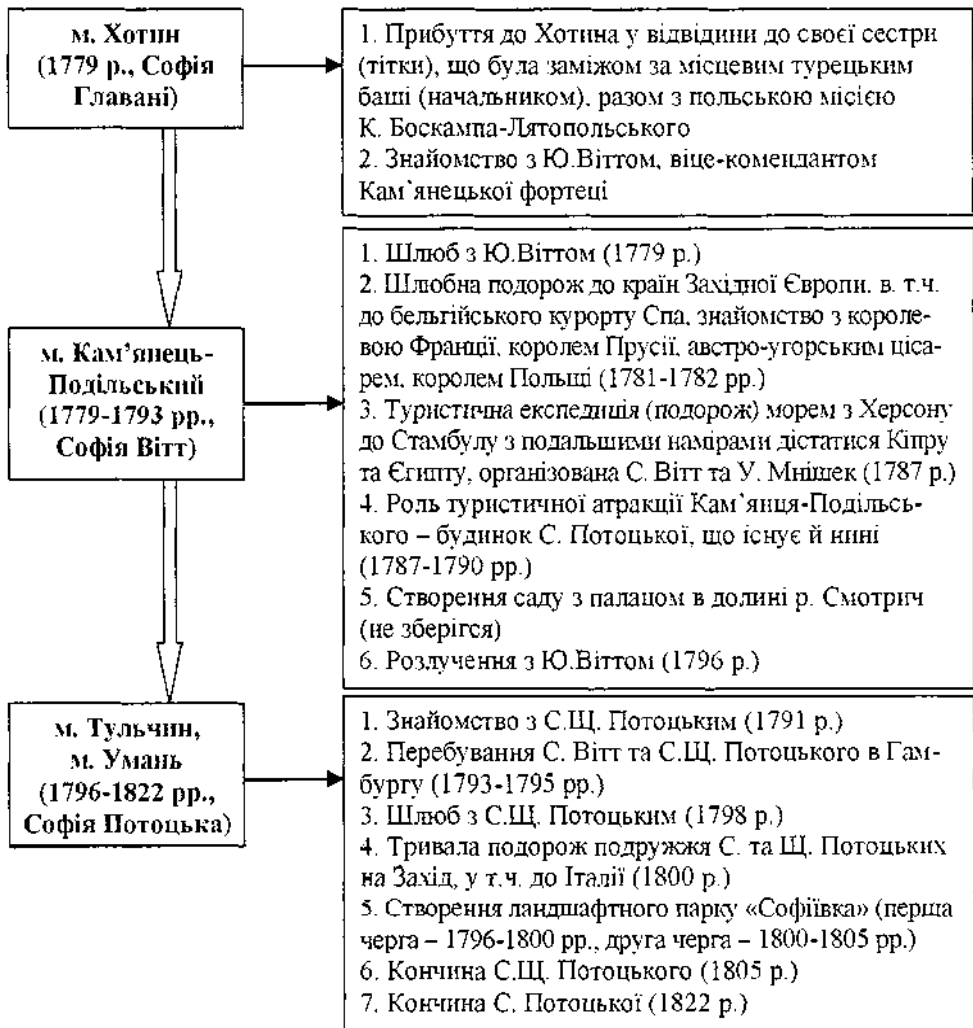 м. Хотин
(1779 р., Софія
Главані)
1. Прибуття до Хотина у відвідини до своєї сестри
(тітки), що була заміжом за місцевим турецьким
баші (начальником), разом з польською місією
К. Боскампа-Лятопольського
2. Знайомство з Ю.Віттом, віце-комендантом
Кам`янецької фортеці
м. Кам’янець-
Подільський
(1779-1793 рр.,
Софія Вітт)
1. Шлюб з Ю.Віттом (1779 р.)
2. Шлюбна подорож до країн Західної Європи, в. т.ч.
до бельгійського курорту Спа, знайомство з короле-
вою Франції, королем Прусії, австро-угорським ціса-
рем, королем Польщі (1781-1782 рр.)
3. Туристична експедиція (подорож) морем з Херсону
до Стамбулу з подальшими намірами дістатися Кіпру
та Єгипту, організована С. Вітт та У. Мнішек (1787 р.)
4. Роль туристичної атракції Кам`янця-Подільсь-
кого – будинок С. Потоцької, що існує й нині
(1787-1790 рр.)
5. Створення саду з палацом в долині р. Смотрич
(не зберігся)
6. Розлучення з Ю.Віттом (1796 р.)
м. Тульчин,
м. Умань
(1796-1822 рр.,
Софія Потоцька)
1. Знайомство з С.Щ. Потоцьким (1791 р.)
2. Перебування С. Вітт та С.Щ. Потоцького в Гам-
бургу (1793-1795 рр.)
3. Шлюб з С.Щ. Потоцьким (1798 р.)
4. Тривала подорож подружжя С. та Щ. Потоцьких
на Захід, у т.ч. до Італії (1800 р.)
5. Створення ландшафтного парку «Софіївка» (перша
черга – 1796-1800 рр., друга черга – 1800-1805 рр.)
6. Кончина С.Щ. Потоцького (1805 р.)
7. Кончина С. Потоцької (1822 р.)